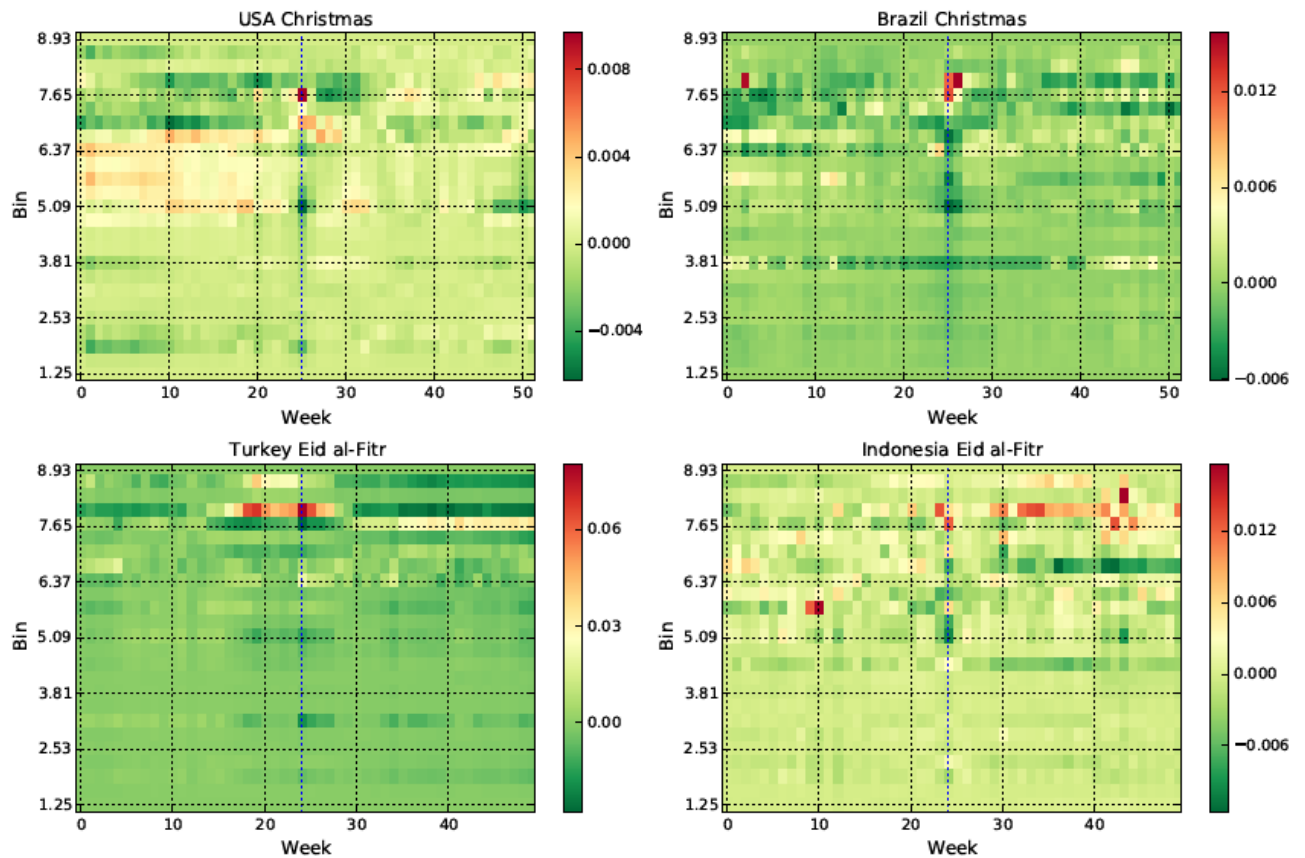 USA Christmas
8.93
7.65
6.37
5.09
3.81
2.53
1.25
Bin
0 10 20 30 40 50
Week
0.008
0.004
0.000
−0.004
Brazil Christmas
8.93
7.65
6.37
5.09
3.81
2.53
1.25
Bin
0 10 20 30 40 50
Week
0.012
0.006
0.000
−0.006
Turkey Eid al-Fitr
8.93
7.65
6.37
5.09
3.81
2.53
1.25
Bin
0 10 20 30 40
Week
0.06
0.03
0.00
Indonesia Eid al-Fitr
8.93
7.65
6.37
5.09
3.81
2.53
1.25
Bin
0 10 20 30 40
Week
0.012
0.006
0.000
−0.006